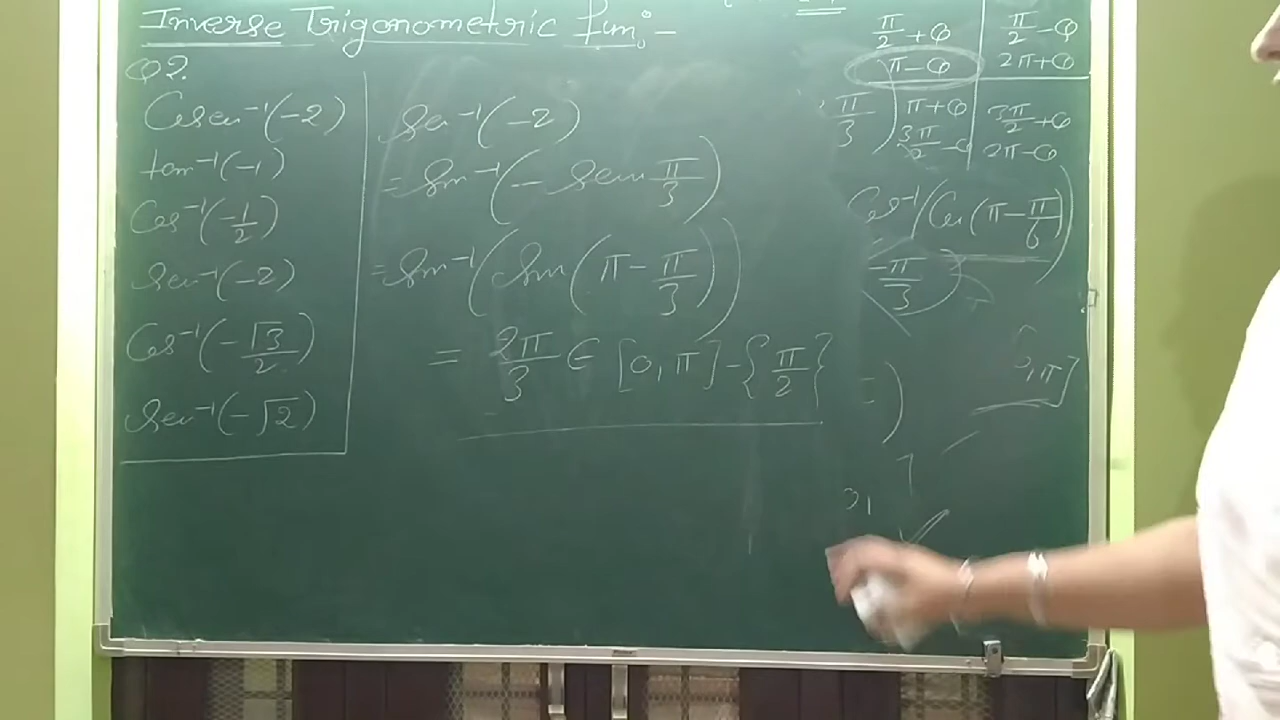 Inverse Trigonometric fun: –
Q2.
Cosec⁻¹(-2)
tan⁻¹(-1)
Cos⁻¹(-1/2)
Sec⁻¹(-2)
Cos⁻¹(-√3/2)
Sec⁻¹(-√2)
Sec⁻¹(-2)
= Sec⁻¹(- Sec π/3)
= Sec⁻¹(Sec(π - π/3))
= 2π/3 ∈ [0, π] - {π/2}
π/2 + θ
π - θ
π/2 - θ
2π + θ
π/3)
π + θ
3π/2 - θ
3π/2 + θ
2π - θ
Cos⁻¹(Cos(π - π/6))
-π/3)
, π]